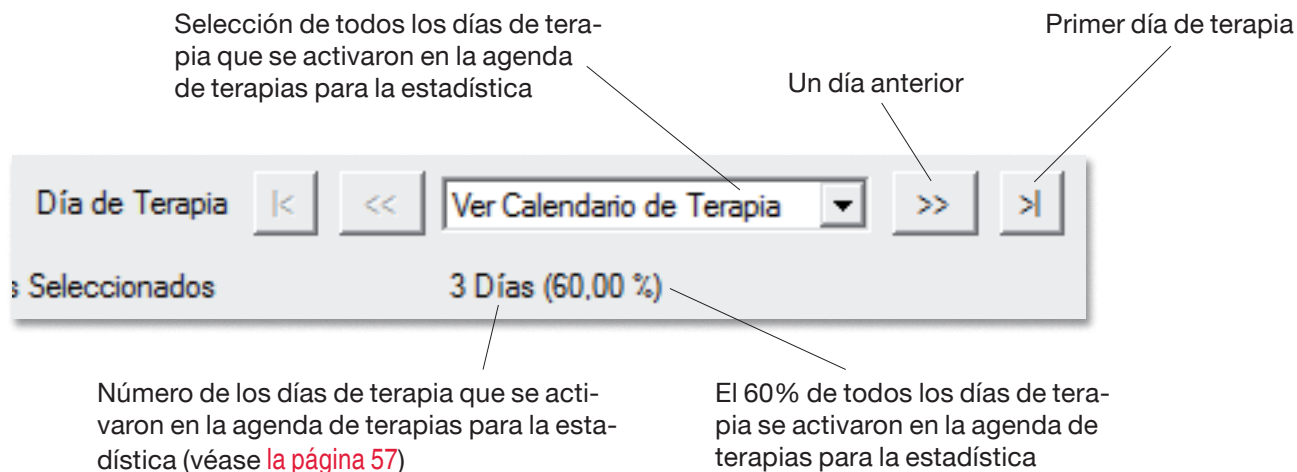 Selección de todos los días de tera-
pia que se activaron en la agenda
de terapias para la estadística
Primer día de terapia
Un día anterior
Día de Terapia |< << Ver Calendario de Terapia >> >|
s Seleccionados 3 Días (60,00 %)
Número de los días de terapia que se acti-
varon en la agenda de terapias para la esta-
dística (véase la página 57)
El 60% de todos los días de tera-
pia se activaron en la agenda de
terapias para la estadística